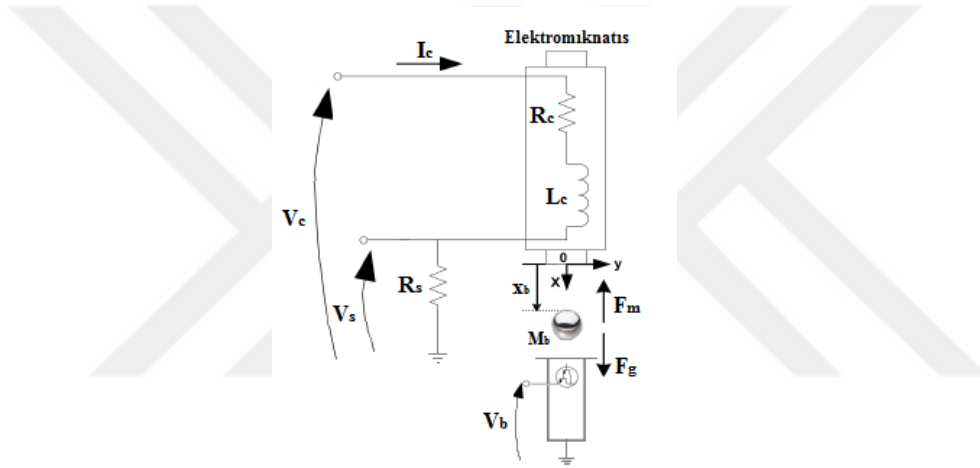 Elektromıknatıs
Ic
Rc
Lc
Vc
0
y
x
xb
Rs
Vs
Fm
Mb
Fg
Vb